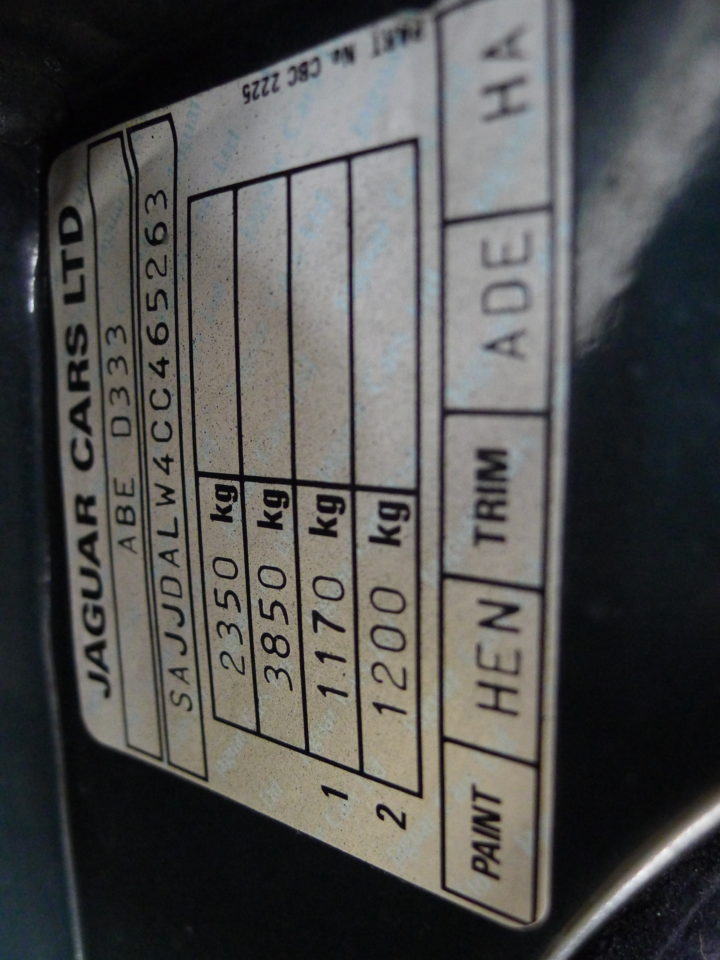 JAGUAR CARS LTD
ABE D333
SAJJDALW4CC465263
2350 kg
3850 kg
1 1170 kg
2 1200 kg
PAINT HEN TRIM ADE HA
PART No CBC 2225